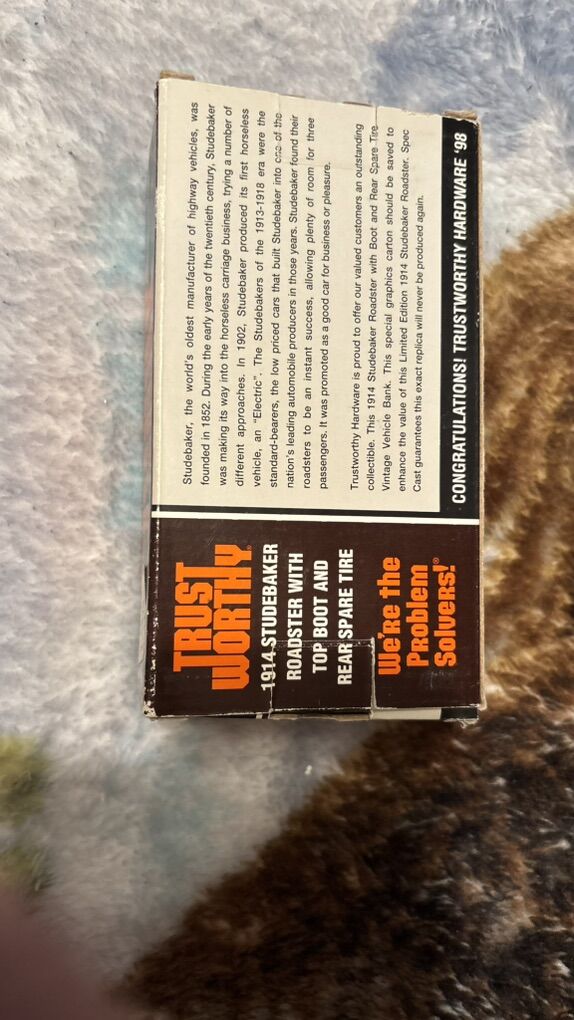 TRUST
WORTHY®
1914 STUDEBAKER
ROADSTER WITH
TOP BOOT AND
REAR SPARE TIRE
We're the
Problem
Solvers!®
Studebaker, the world's oldest manufacturer of highway vehicles, was
founded in 1852. During the early years of the twentieth century, Studebaker
was making its way into the horseless carriage business, trying a number of
different approaches. In 1902, Studebaker produced its first horseless
vehicle, an "Electric". The Studebakers of the 1913-1918 era were the
standard-bearers, the low priced cars that built Studebaker into one of the
nation's leading automobile producers in those years. Studebaker found their
roadsters to be an instant success, allowing plenty of room for three
passengers. It was promoted as a good car for business or pleasure.
Trustworthy Hardware is proud to offer our valued customers an outstanding
collectible. This 1914 Studebaker Roadster with Boot and Rear Spare Tire
Vintage Vehicle Bank. This special graphics carton should be saved to
enhance the value of this Limited Edition 1914 Studebaker Roadster. Spec
Cast guarantees this exact replica will never be produced again.
CONGRATULATIONS! TRUSTWORTHY HARDWARE '98